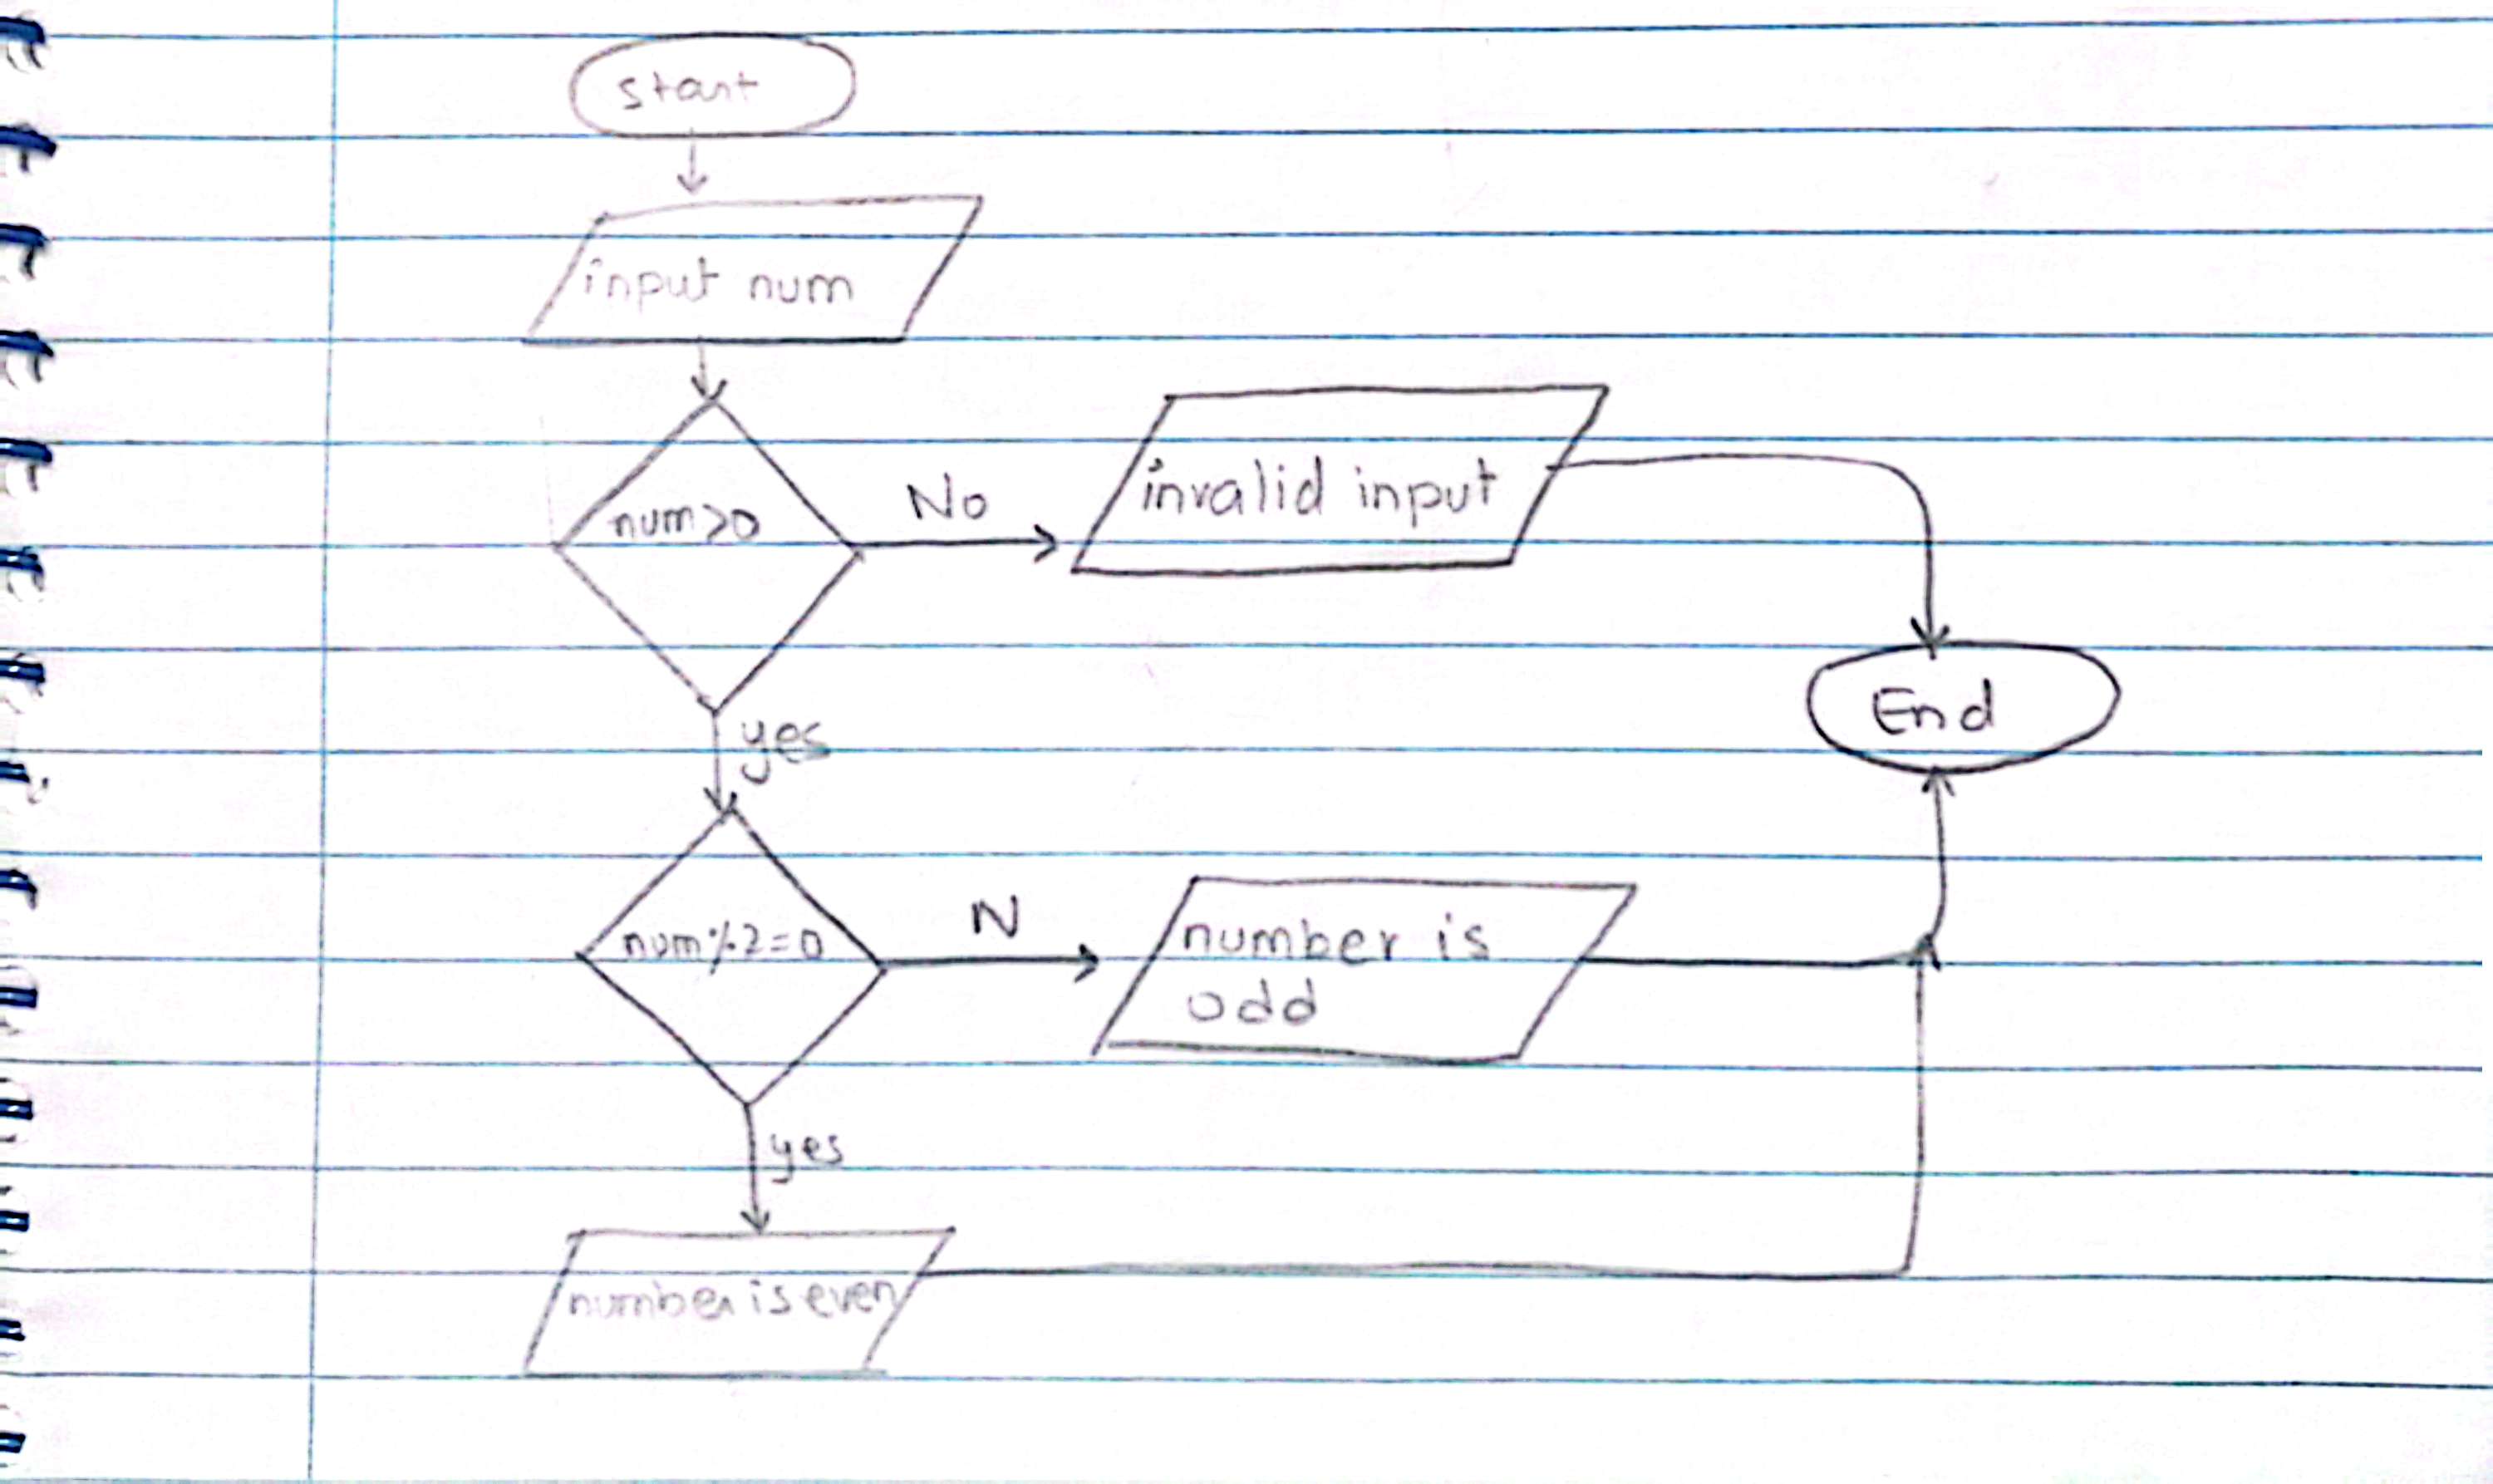 start
input num
num>0
No
invalid input
yes
End
num%2=0
N
number is
odd
yes
number is even